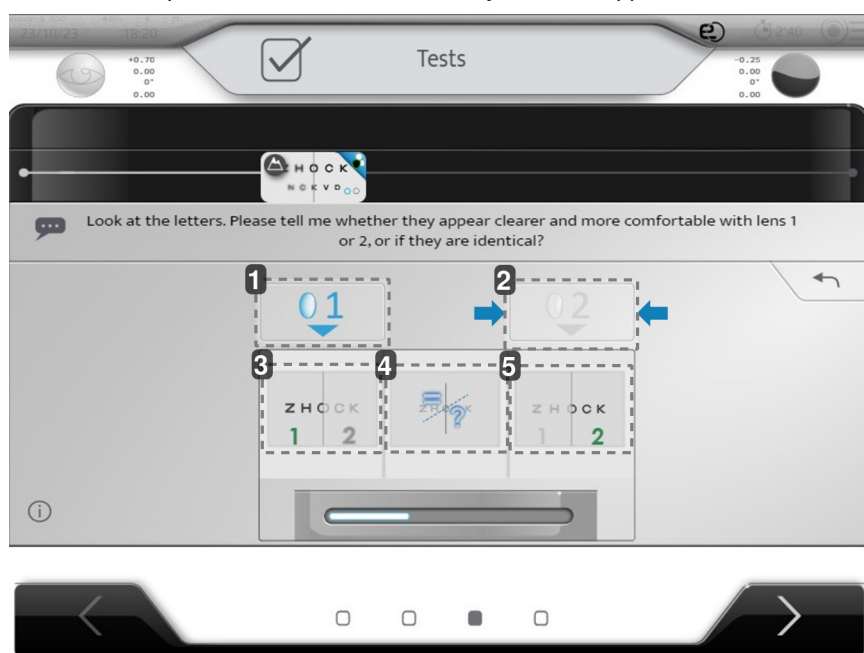 23/10/23 18:20
Tests
2'40
+0.70
0.00
0°
0.00
-0.25
0.00
0°
0.00
ZHOCK
NCKVD
Look at the letters. Please tell me whether they appear clearer and more comfortable with lens 1
or 2, or if they are identical?
1
01
2
02
3
ZHOCK
1 2
4
ZHOCK
= ?
5
ZHOCK
1 2
i